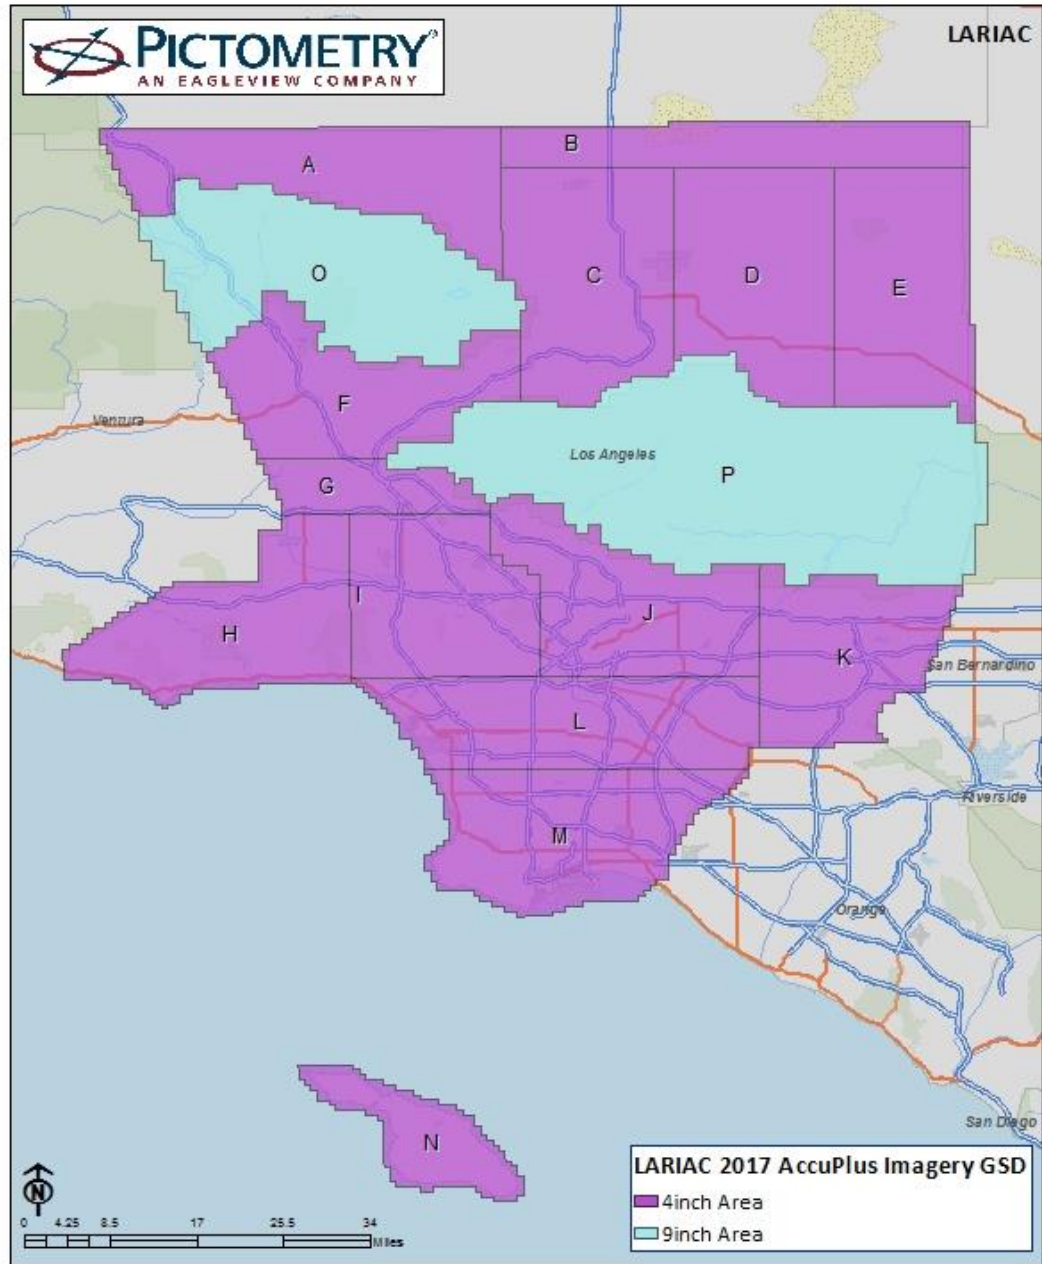 PICTOMETRY®
AN EAGLEVIEW COMPANY
LARIAC
B
A
O
C
D
E
F
Ventura
Los Angeles
P
G
I
J
H
K
San Bernardino
L
Riverside
M
Orange
San Diego
N
LARIAC 2017 AccuPlus Imagery GSD
4inch Area
9inch Area
N
0 4.25 8.5 17 25.5 34
Miles